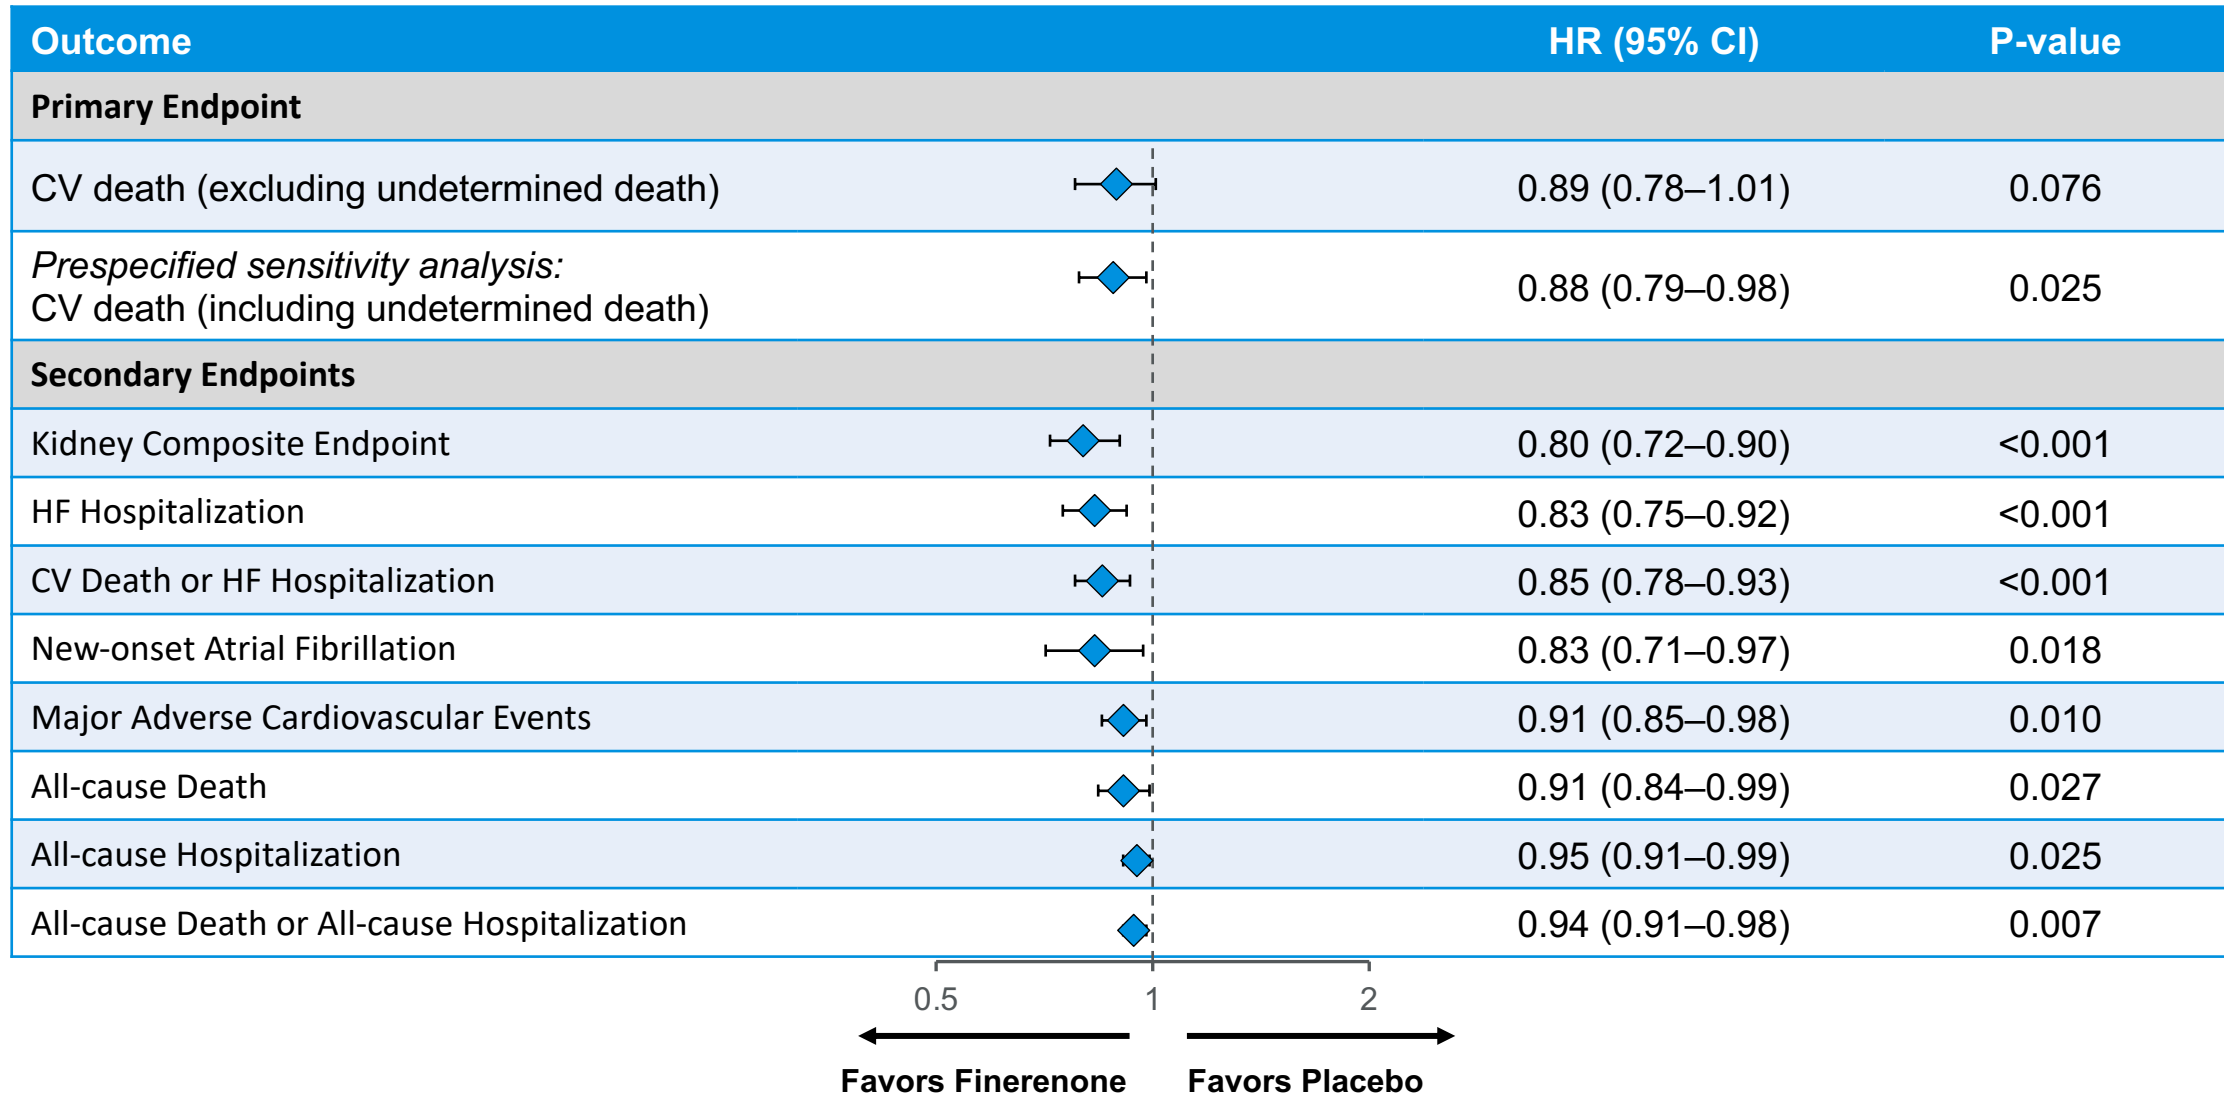 Outcome HR (95% CI) P-value
Primary Endpoint
CV death (excluding undetermined death) 0.89 (0.78–1.01) 0.076
Prespecified sensitivity analysis:
CV death (including undetermined death) 0.88 (0.79–0.98) 0.025
Secondary Endpoints
Kidney Composite Endpoint 0.80 (0.72–0.90) <0.001
HF Hospitalization 0.83 (0.75–0.92) <0.001
CV Death or HF Hospitalization 0.85 (0.78–0.93) <0.001
New-onset Atrial Fibrillation 0.83 (0.71–0.97) 0.018
Major Adverse Cardiovascular Events 0.91 (0.85–0.98) 0.010
All-cause Death 0.91 (0.84–0.99) 0.027
All-cause Hospitalization 0.95 (0.91–0.99) 0.025
All-cause Death or All-cause Hospitalization 0.94 (0.91–0.98) 0.007
0.5 1 2
Favors Finerenone Favors Placebo